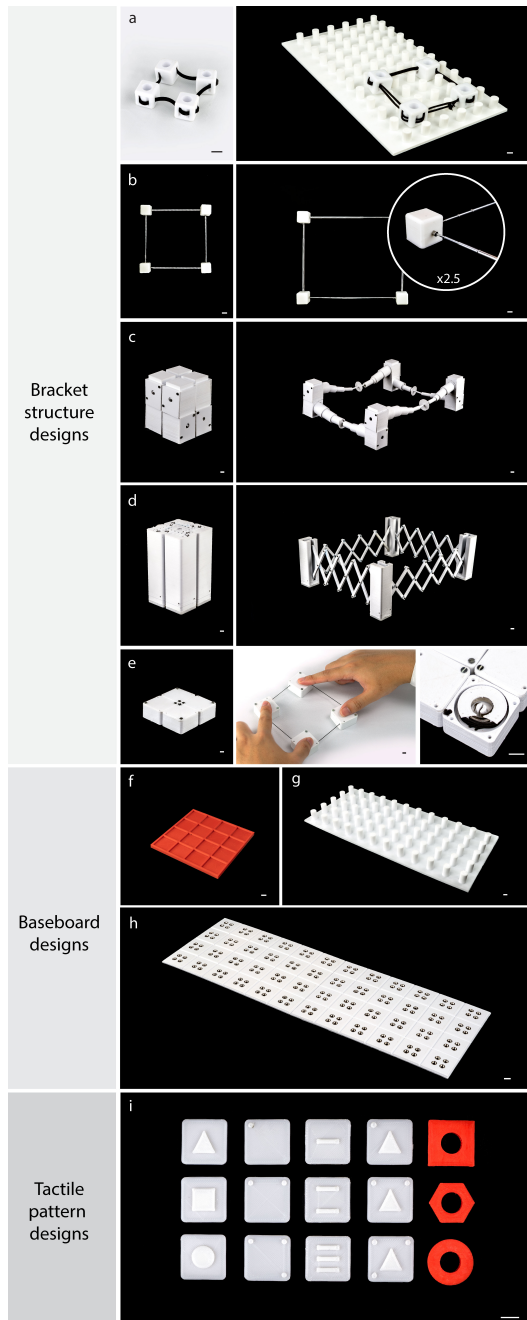 a
b
x2.5
c
Bracket
structure
designs
d
e
f
g
Baseboard
designs
h
i
Tactile
pattern
designs